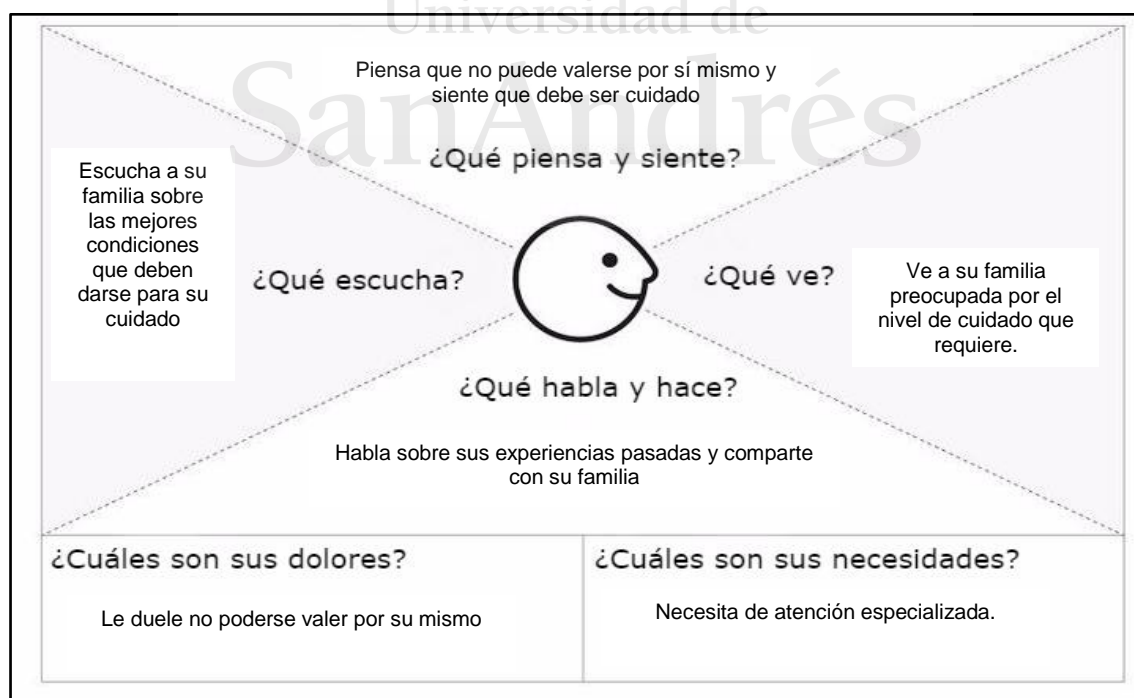 Universidad de
SanAndrés
Piensa que no puede valerse por sí mismo y
siente que debe ser cuidado
¿Qué piensa y siente?
Escucha a su
familia sobre
las mejores
condiciones
que deben
darse para su
cuidado
¿Qué escucha?
¿Qué ve?
Ve a su familia
preocupada por el
nivel de cuidado que
requiere.
¿Qué habla y hace?
Habla sobre sus experiencias pasadas y comparte
con su familia
¿Cuáles son sus dolores?
Le duele no poderse valer por su mismo
¿Cuáles son sus necesidades?
Necesita de atención especializada.